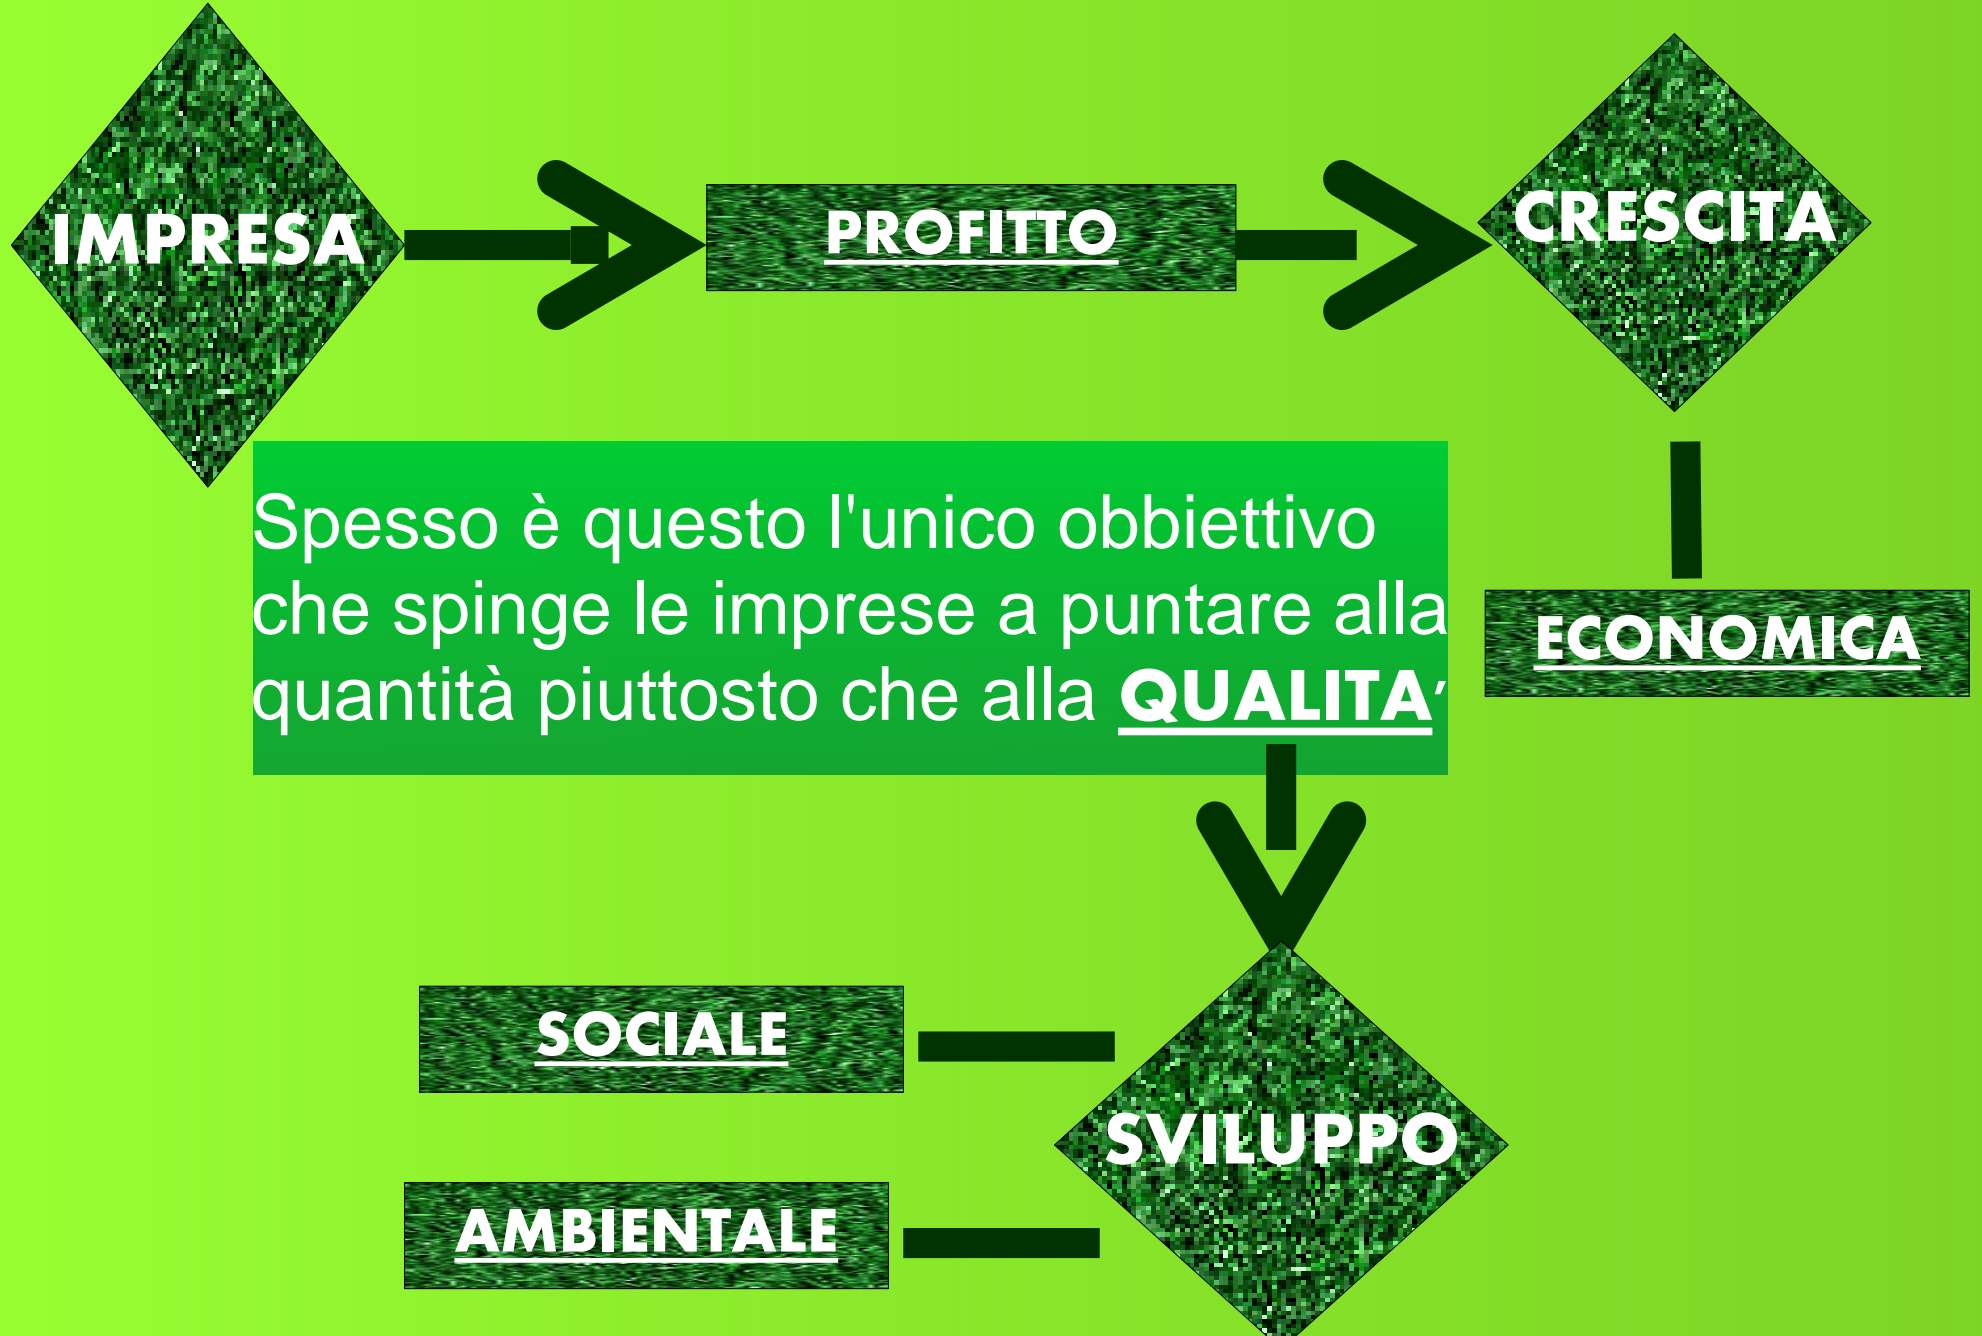 IMPRESA
PROFITTO
CRESCITA
Spesso è questo l'unico obbiettivo
che spinge le imprese a puntare alla
quantità piuttosto che alla QUALITA'
ECONOMICA
SOCIALE
SVILUPPO
AMBIENTALE